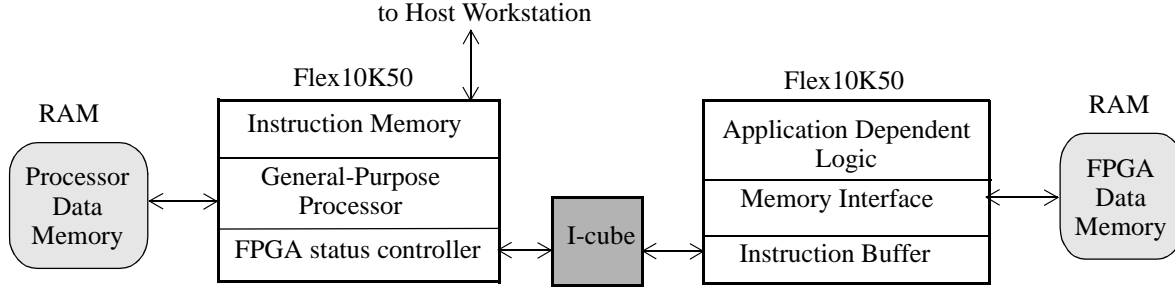 to Host Workstation
Flex10K50
Flex10K50
RAM
RAM
Instruction Memory
Application Dependent
Logic
Processor
Data
Memory
General-Purpose
Processor
Memory Interface
FPGA
Data
Memory
FPGA status controller
I-cube
Instruction Buffer